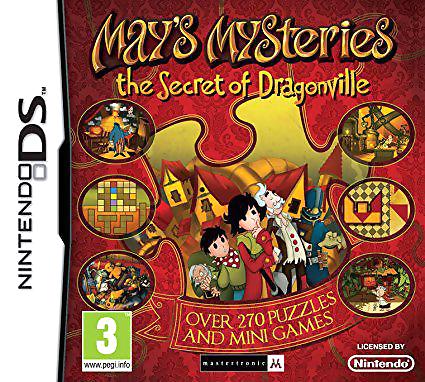 NINTENDO DS™
May's Mysteries
the Secret of Dragonville
OVER 270 PUZZLES
AND MINI GAMES
3
www.pegi.info
mastertronic M
LICENSED BY
Nintendo